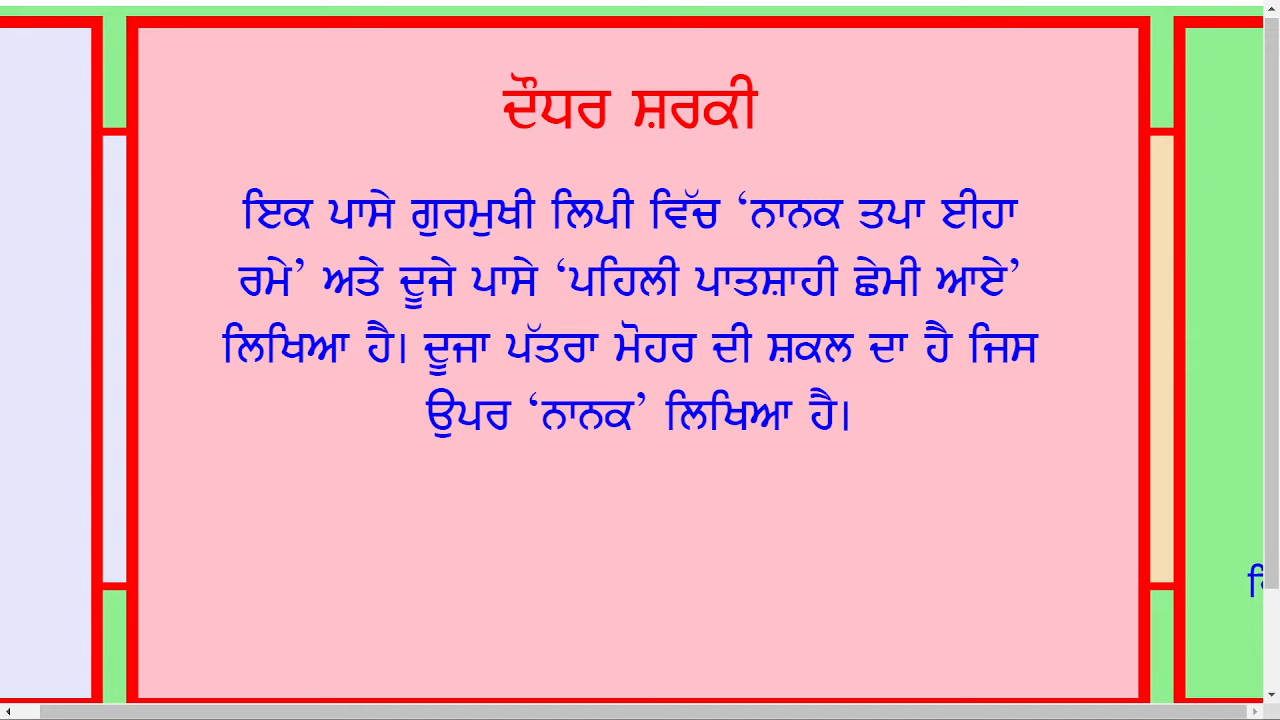 ਦੌਧਰ ਸ਼ਰਕੀ
ਇਕ ਪਾਸੇ ਗੁਰਮੁਖੀ ਲਿਪੀ ਵਿੱਚ ‘ਨਾਨਕ ਤਪਾ ਈਹਾ
ਰਮੇ’ ਅਤੇ ਦੂਜੇ ਪਾਸੇ ‘ਪਹਿਲੀ ਪਾਤਸ਼ਾਹੀ ਛੇਮੀ ਆਏ’
ਲਿਖਿਆ ਹੈ। ਦੂਜਾ ਪੱਤਰਾ ਮੋਹਰ ਦੀ ਸ਼ਕਲ ਦਾ ਹੈ ਜਿਸ
ਉਪਰ ‘ਨਾਨਕ’ ਲਿਖਿਆ ਹੈ।